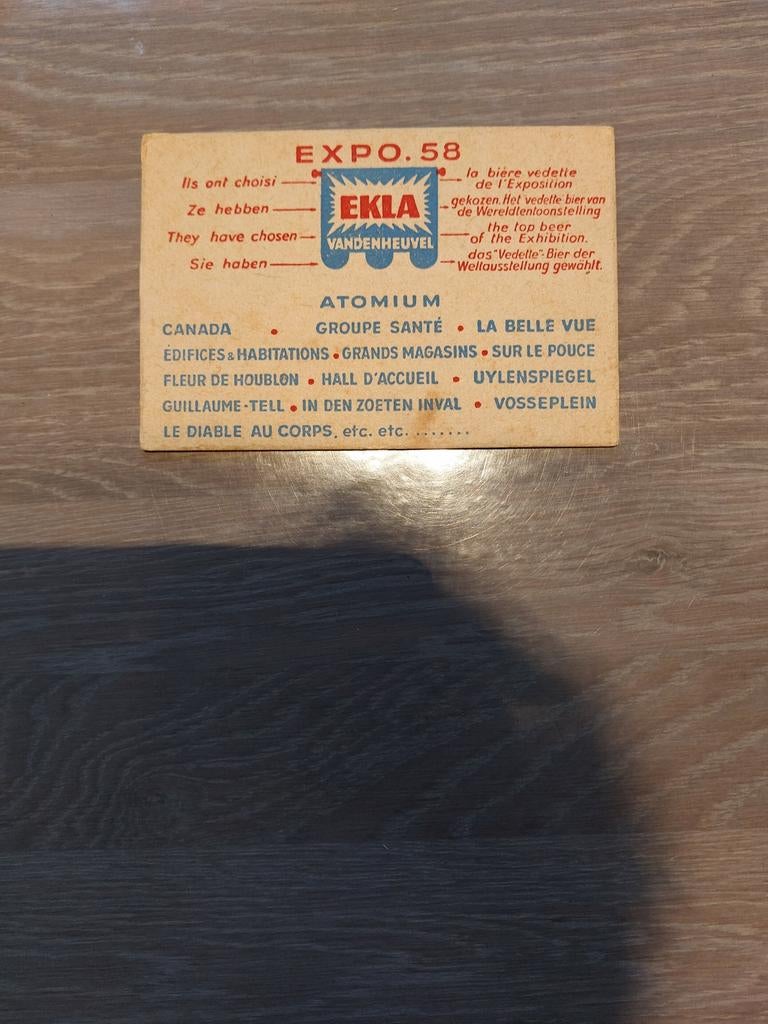 EXPO. 58
Ils ont choisi
la bière vedette
de l'Exposition
Ze hebben
gekozen. Het vedette bier van
de Wereldtentoonstelling
They have chosen
the top beer
of the Exhibition.
Sie haben
das "Vedette"-Bier der
Weltausstellung gewählt.
EKLA
VANDENHEUVEL
ATOMIUM
CANADA • GROUPE SANTÉ • LA BELLE VUE
ÉDIFICES & HABITATIONS • GRANDS MAGASINS • SUR LE POUCE
FLEUR DE HOUBLON • HALL D'ACCUEIL • UYLENSPIEGEL
GUILLAUME-TELL • IN DEN ZOETEN INVAL • VOSSEPLEIN
LE DIABLE AU CORPS, etc. etc. .......